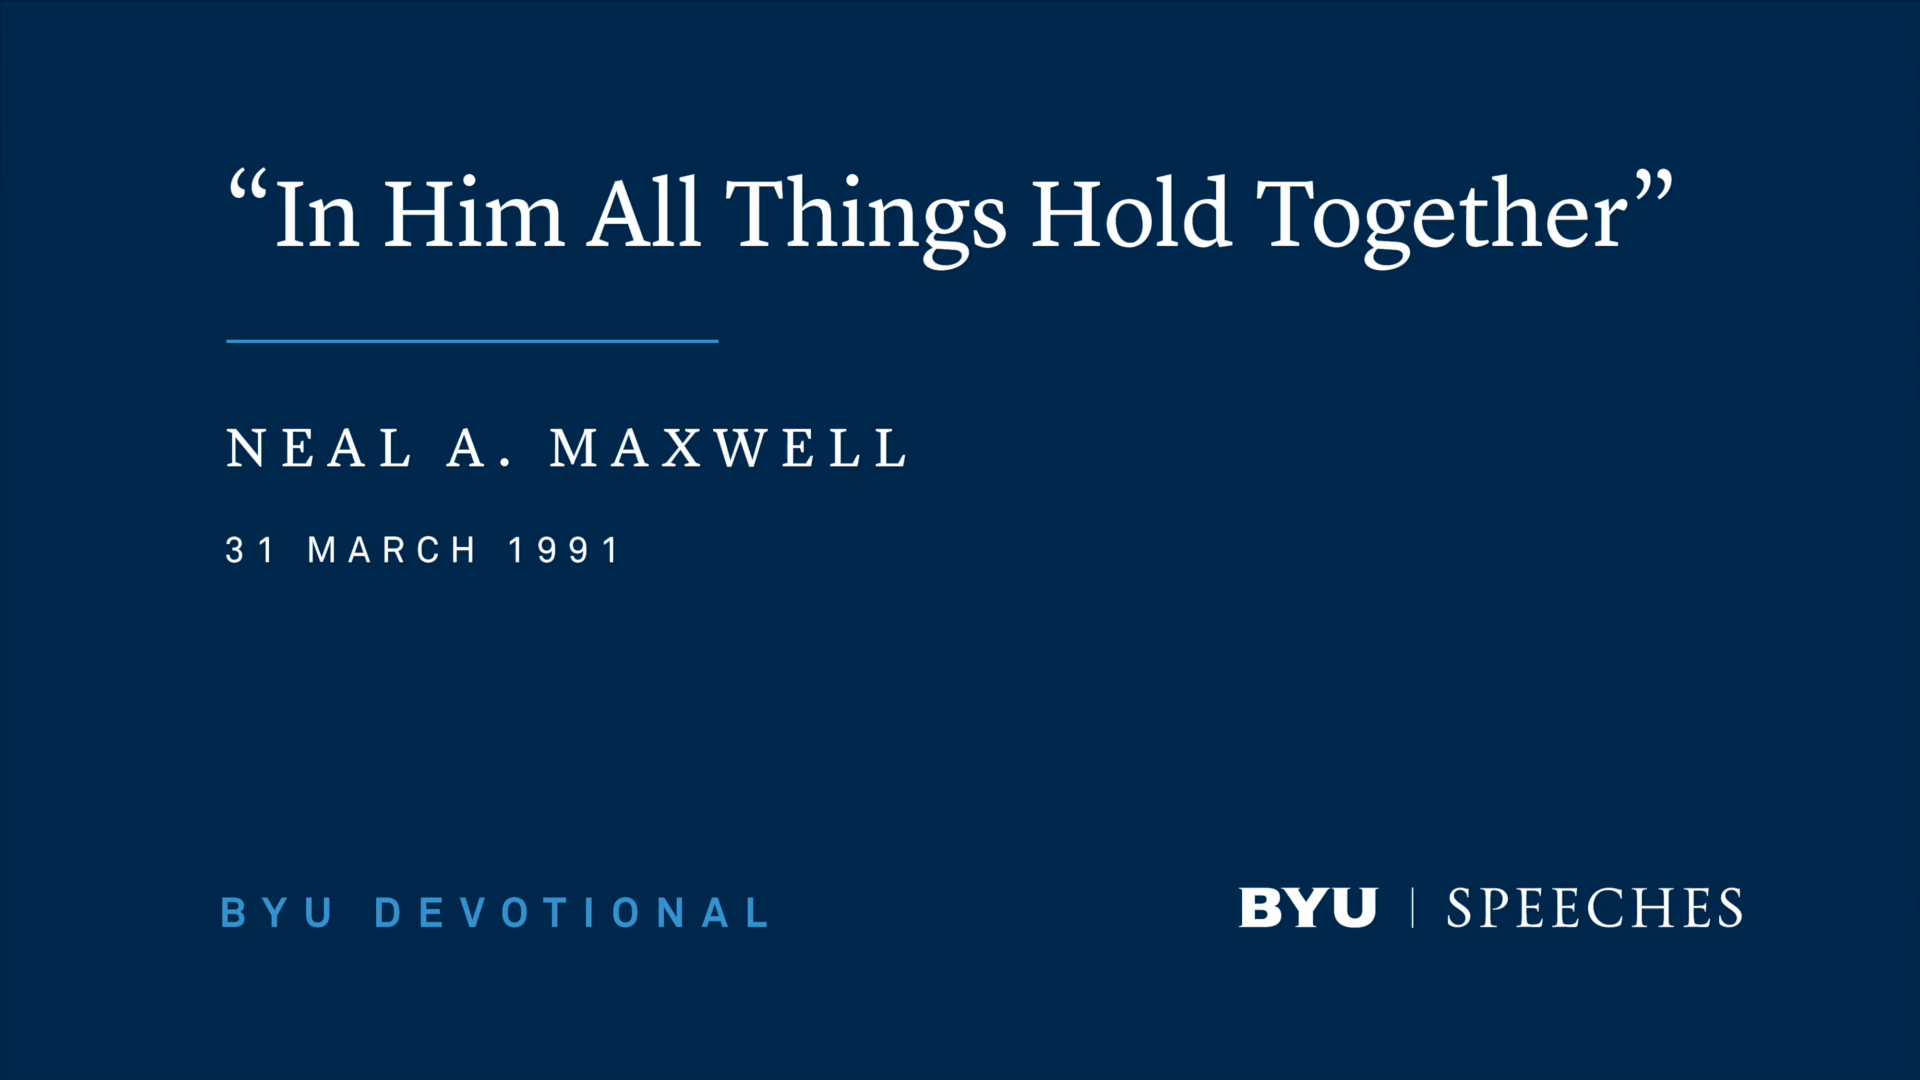 “In Him All Things Hold Together”
NEAL A. MAXWELL
31 MARCH 1991
BYU DEVOTIONAL
BYU | SPEECHES